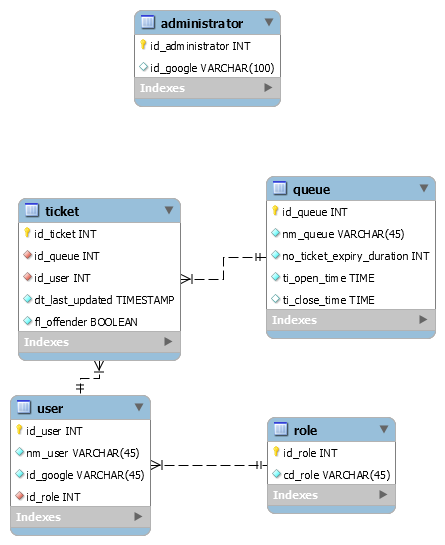 administrator
id_administrator INT
id_google VARCHAR(100)
Indexes
queue
id_queue INT
nm_queue VARCHAR(45)
no_ticket_expiry_duration INT
ti_open_time TIME
ti_close_time TIME
Indexes
ticket
id_ticket INT
id_queue INT
id_user INT
dt_last_updated TIMESTAMP
fl_offender BOOLEAN
Indexes
user
id_user INT
nm_user VARCHAR(45)
id_google VARCHAR(45)
id_role INT
Indexes
role
id_role INT
cd_role VARCHAR(45)
Indexes